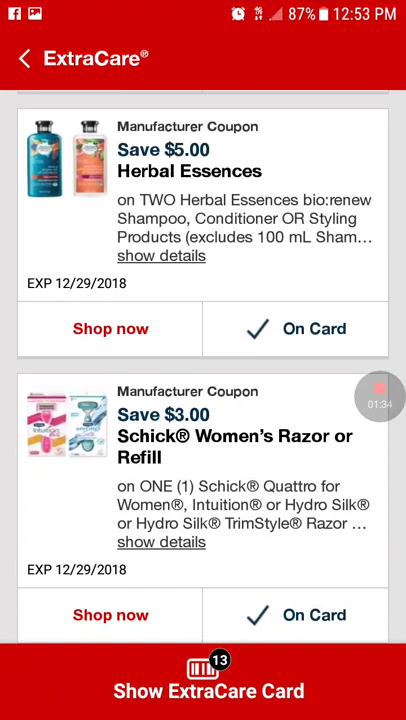 87% 12:53 PM
ExtraCare®
Manufacturer Coupon
Save $5.00
Herbal Essences
on TWO Herbal Essences bio:renew
Shampoo, Conditioner OR Styling
Products (excludes 100 mL Sham...
show details
EXP 12/29/2018
Shop now
On Card
Manufacturer Coupon
Save $3.00
Schick® Women's Razor or
Refill
01:34
on ONE (1) Schick® Quattro for
Women®, Intuition® or Hydro Silk®
or Hydro Silk® TrimStyle® Razor ...
show details
EXP 12/29/2018
Shop now
On Card
13
Show ExtraCare Card